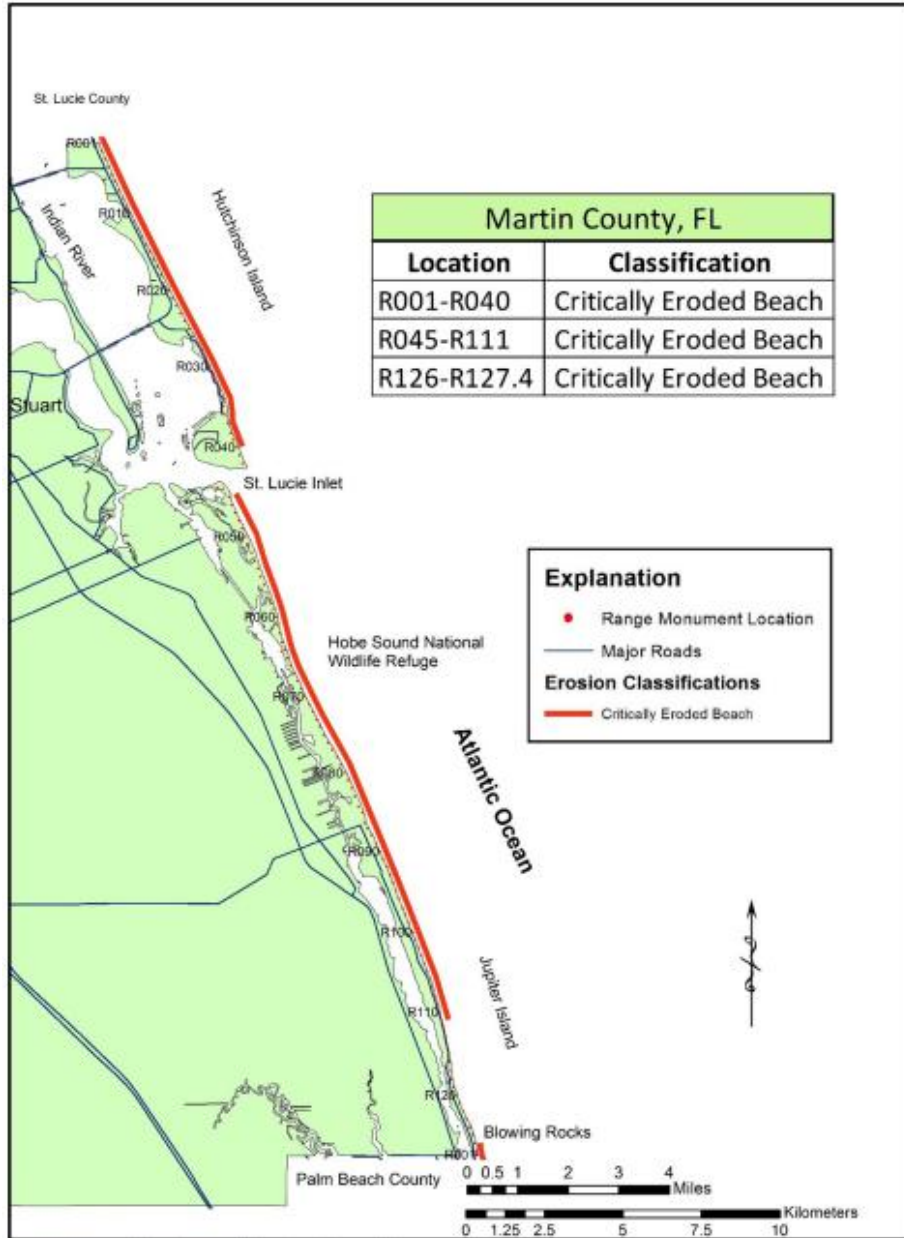 St. Lucie County
R001
Indian River
R010
Hutchinson Island
R020
R030
Stuart
R040
St. Lucie Inlet
Martin County, FL
Location Classification
R001-R040 Critically Eroded Beach
R045-R111 Critically Eroded Beach
R126-R127.4 Critically Eroded Beach
R050
R060
Hobe Sound National
Wildlife Refuge
R070
R080
R090
Explanation
Range Monument Location
Major Roads
Erosion Classifications
Critically Eroded Beach
Atlantic Ocean
R100
R110
Jupiter Island
Blowing Rocks
Palm Beach County
0 0.5 1 2 3 4
Miles
Kilometers
0 1.25 2.5 5 7.5 10